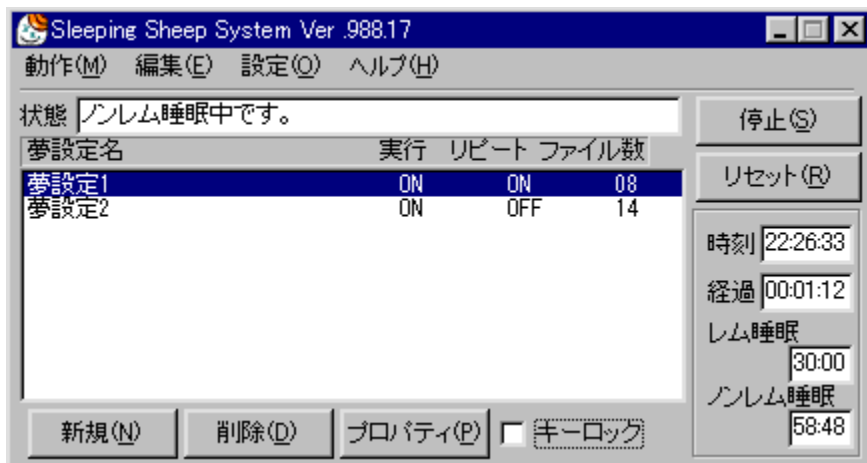 Sleeping Sheep System Ver .988.17
動作(M) 編集(E) 設定(O) ヘルプ(H)
状態 ノンレム睡眠中です。
停止(S)
夢設定名 実行 リピート ファイル数
夢設定1 ON ON 08
夢設定2 ON OFF 14
リセット(R)
時刻 22:26:33
経過 00:01:12
レム睡眠
30:00
ノンレム睡眠
58:48
新規(N) 削除(D) プロパティ(P) キーロック